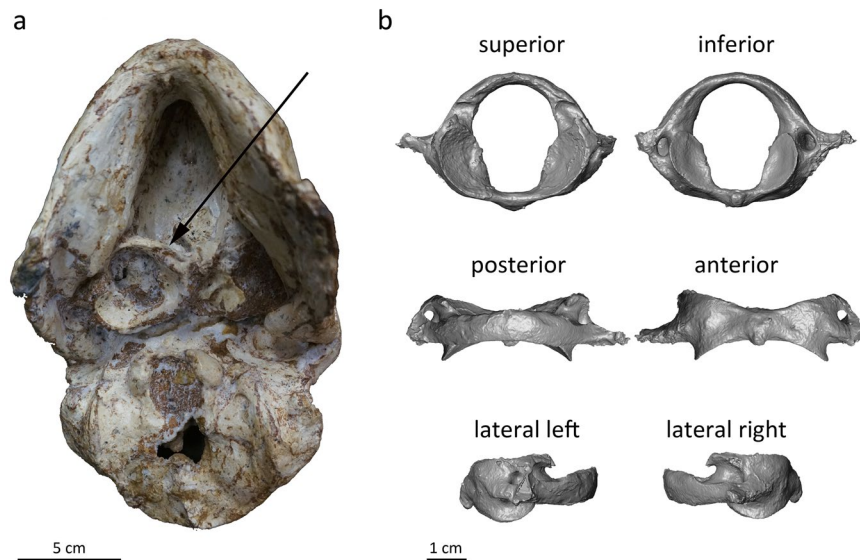 a
b
superior
inferior
posterior
anterior
lateral left
lateral right
5 cm
1 cm